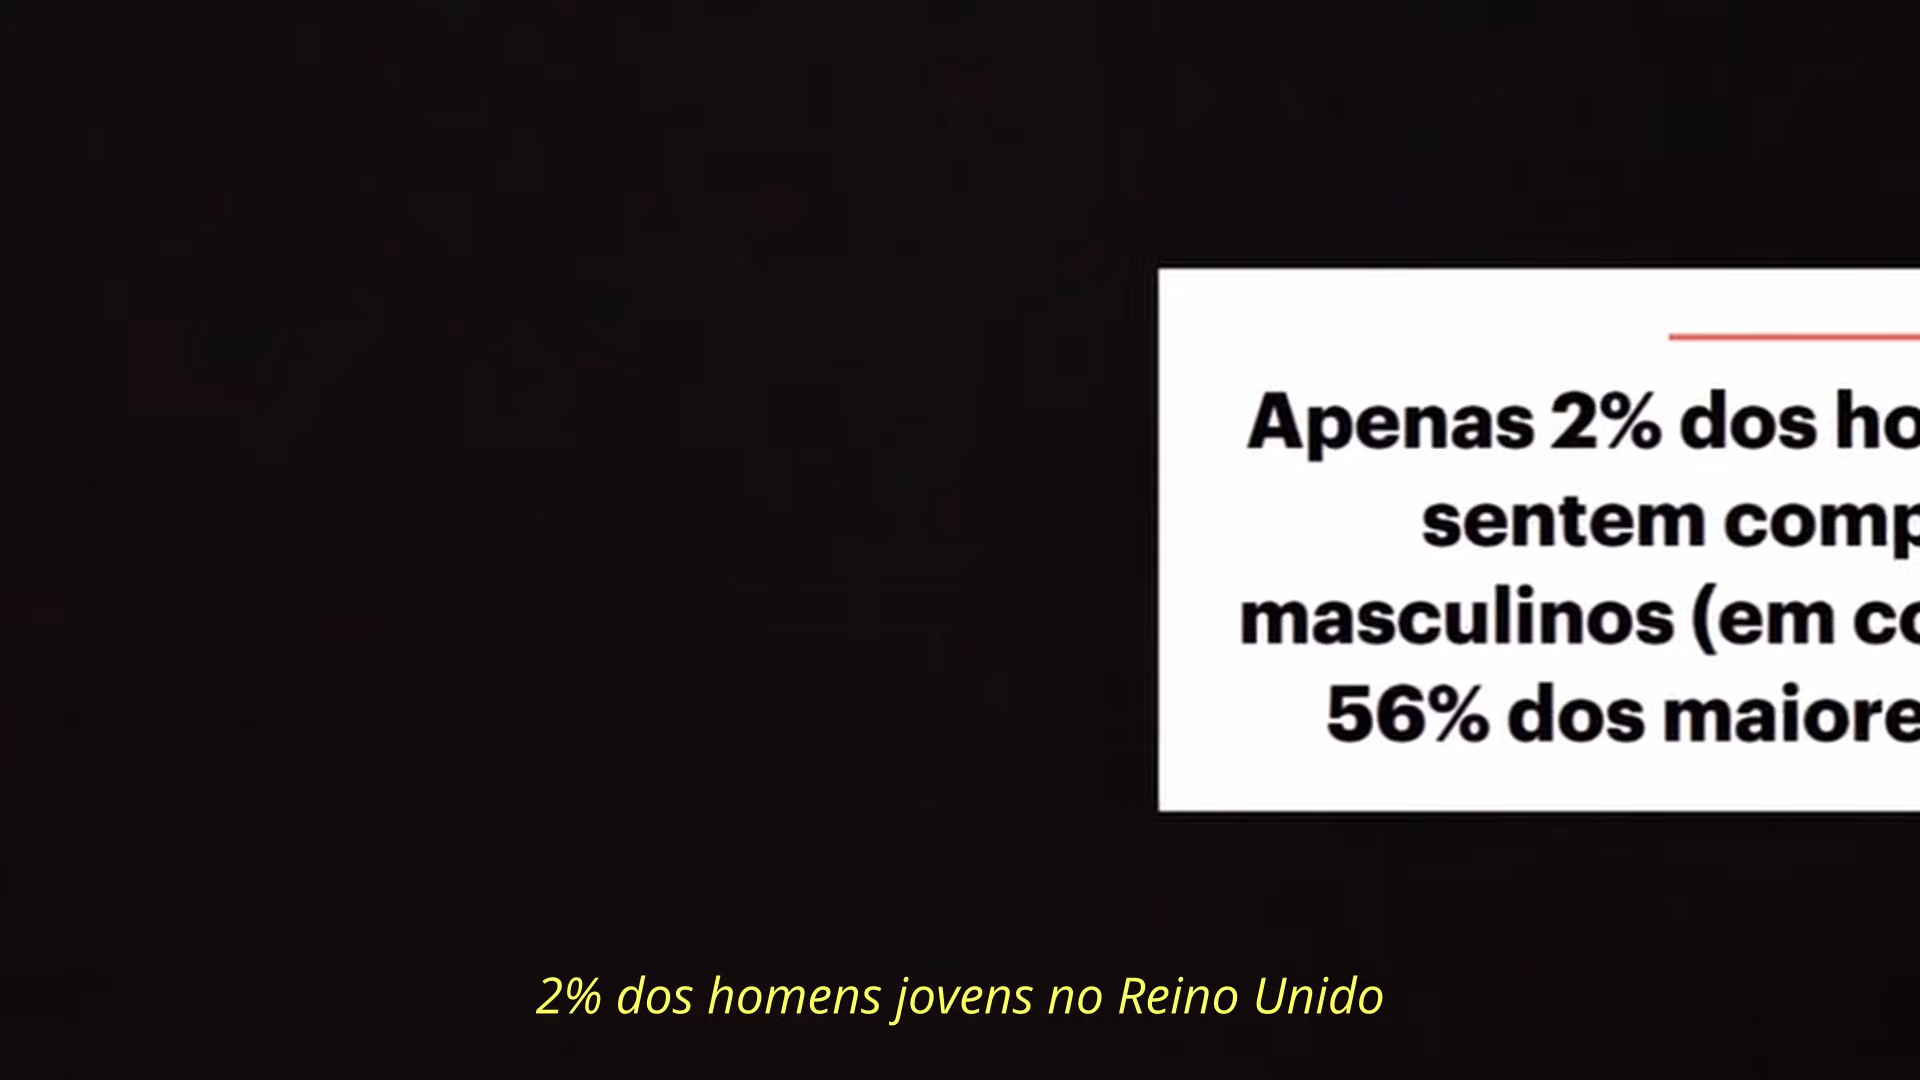 Apenas 2% dos ho
sentem comp
masculinos (em co
56% dos maiore
2% dos homens jovens no Reino Unido